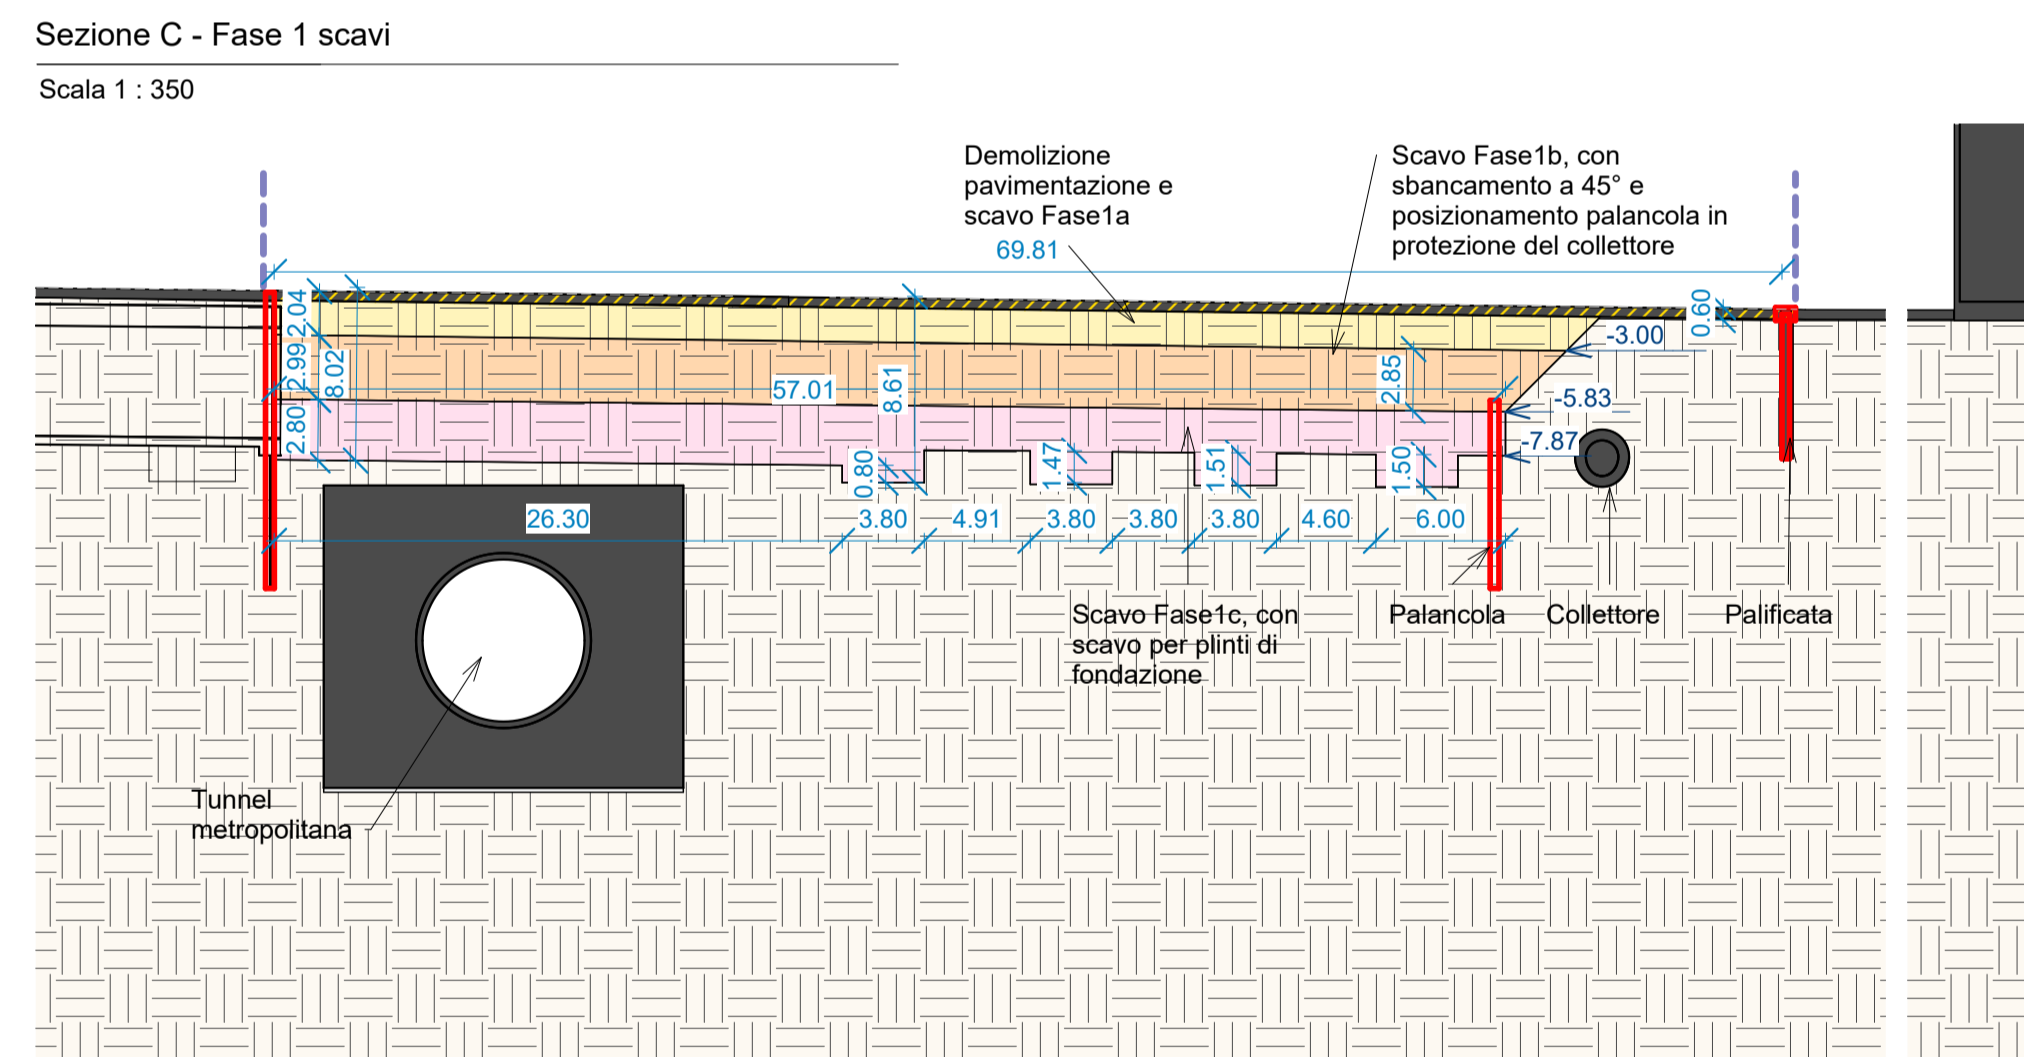 Sezione C - Fase 1 scavi
Scala 1 : 350
Demolizione
pavimentazione e
scavo Fase1a
Scavo Fase1b, con
sbancamento a 45° e
posizionamento palancola in
protezione del collettore
69.81
2.04
2.99
8.02
2.80
57.01
8.61
2.85
0.60
-3.00
-5.83
-7.87
0.80
1.47
1.51
1.50
26.30
3.80
4.91
3.80
3.80
3.80
4.60
6.00
Scavo Fase1c, con
scavo per plinti di
fondazione
Palancola
Collettore
Palificata
Tunnel
metropolitana